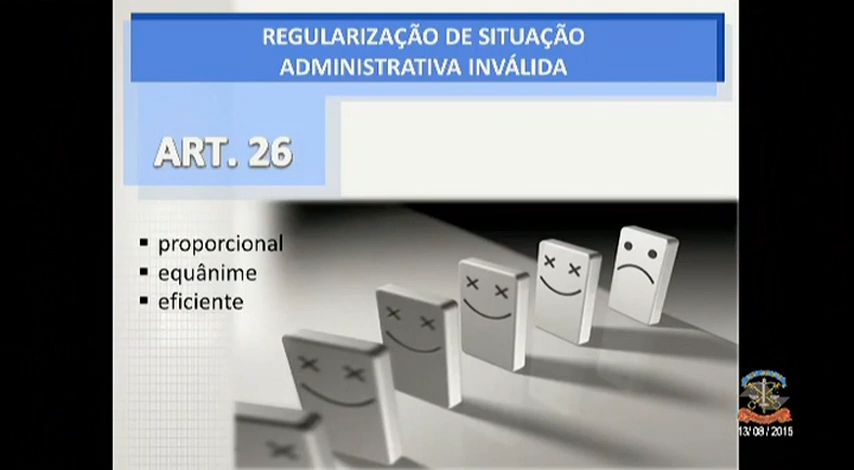 REGULARIZAÇÃO DE SITUAÇÃO
ADMINISTRATIVA INVÁLIDA
ART. 26
▪ proporcional
▪ equânime
▪ eficiente
13/08/2015